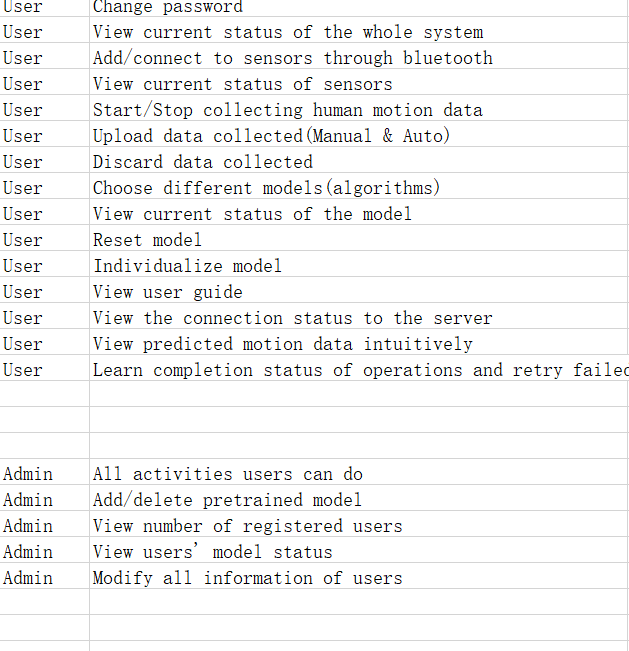 User Change password
User View current status of the whole system
User Add/connect to sensors through bluetooth
User View current status of sensors
User Start/Stop collecting human motion data
User Upload data collected(Manual & Auto)
User Discard data collected
User Choose different models(algorithms)
User View current status of the model
User Reset model
User Individualize model
User View user guide
User View the connection status to the server
User View predicted motion data intuitively
User Learn completion status of operations and retry failed
Admin All activities users can do
Admin Add/delete pretrained model
Admin View number of registered users
Admin View users' model status
Admin Modify all information of users